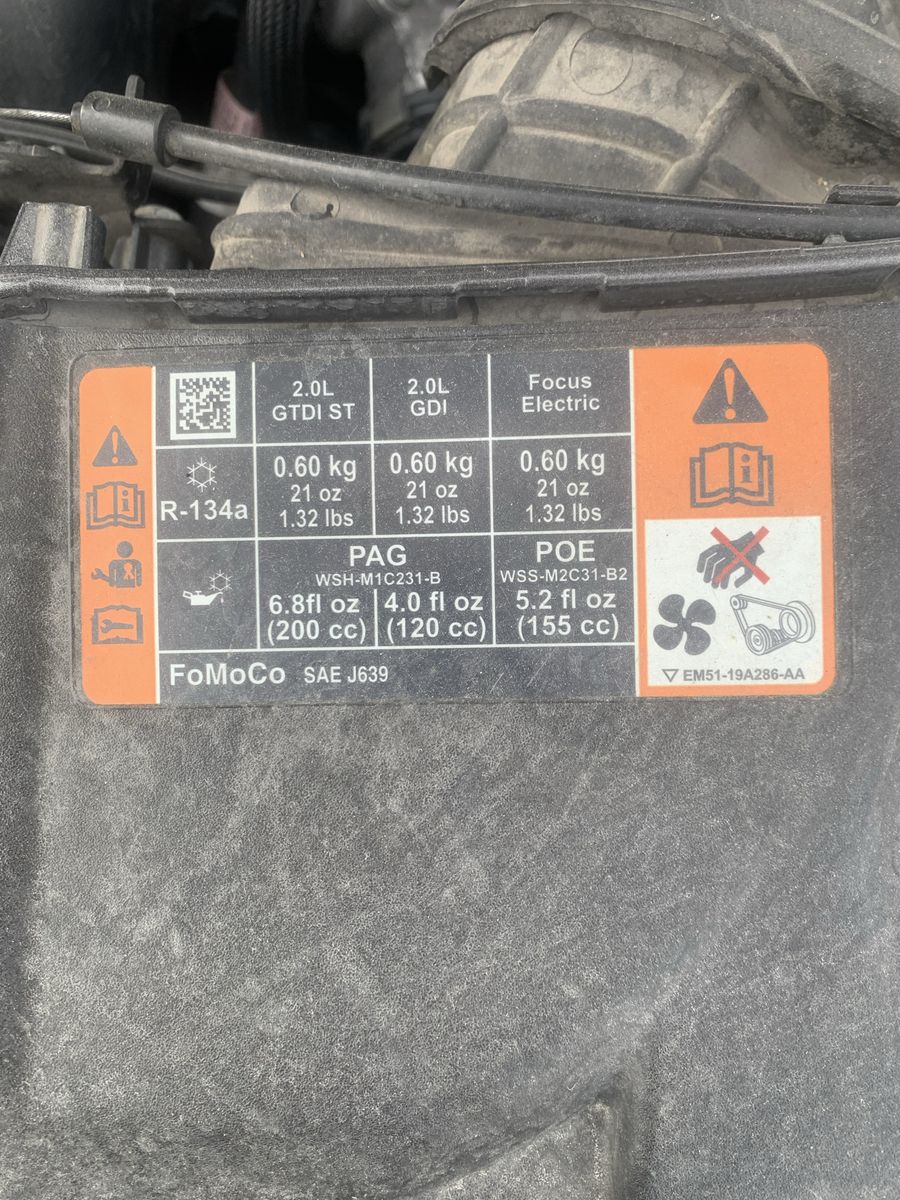 2.0L GTDI ST
2.0L GDI
Focus Electric
R-134a
0.60 kg
21 oz
1.32 lbs
0.60 kg
21 oz
1.32 lbs
0.60 kg
21 oz
1.32 lbs
PAG
WSH-M1C231-B
6.8fl oz
(200 cc)
4.0 fl oz
(120 cc)
POE
WSS-M2C31-B2
5.2 fl oz
(155 cc)
FoMoCo SAE J639
EM51-19A286-AA